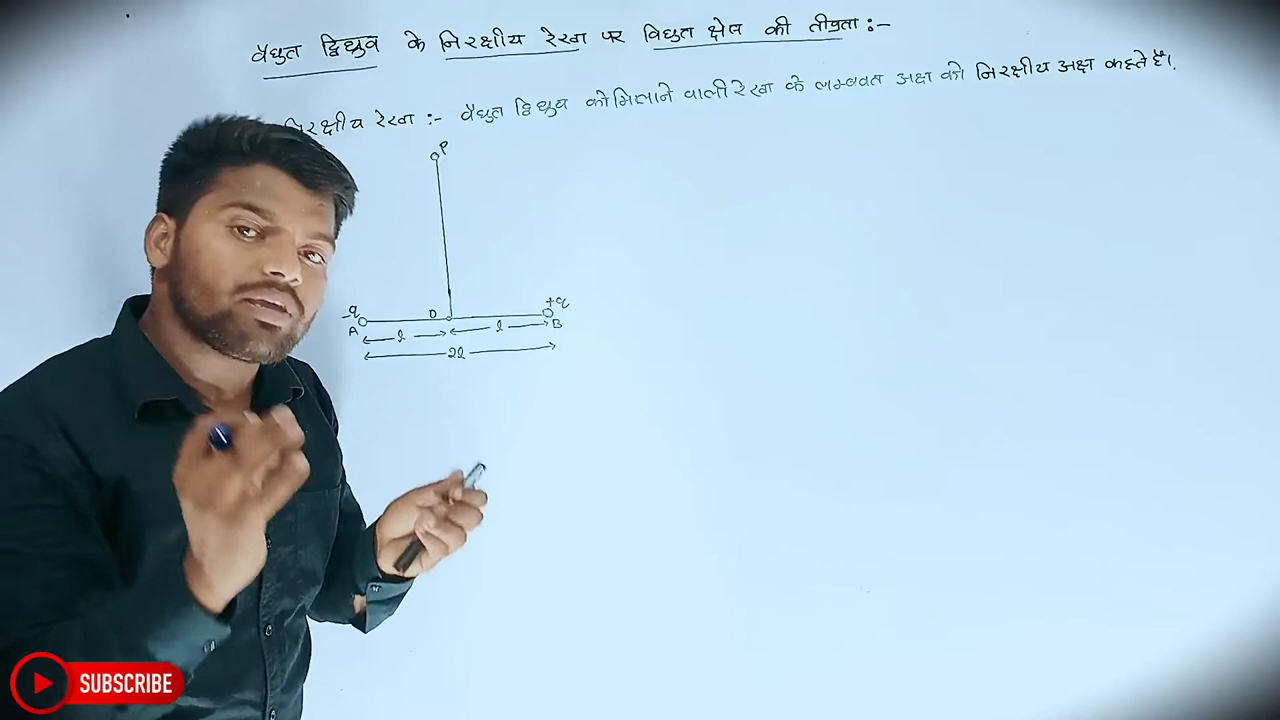 वैधुत द्विध्रुव के निरक्षीय रेखा पर विधुत क्षेत्र की तीव्रता :-
निरक्षीय रेखा :- वैधुत द्विध्रुव को मिलाने वाली रेखा के लम्बवत अक्ष को निरक्षीय अक्ष कहते है।
P
-q +q
A O B
l l
2l
SUBSCRIBE